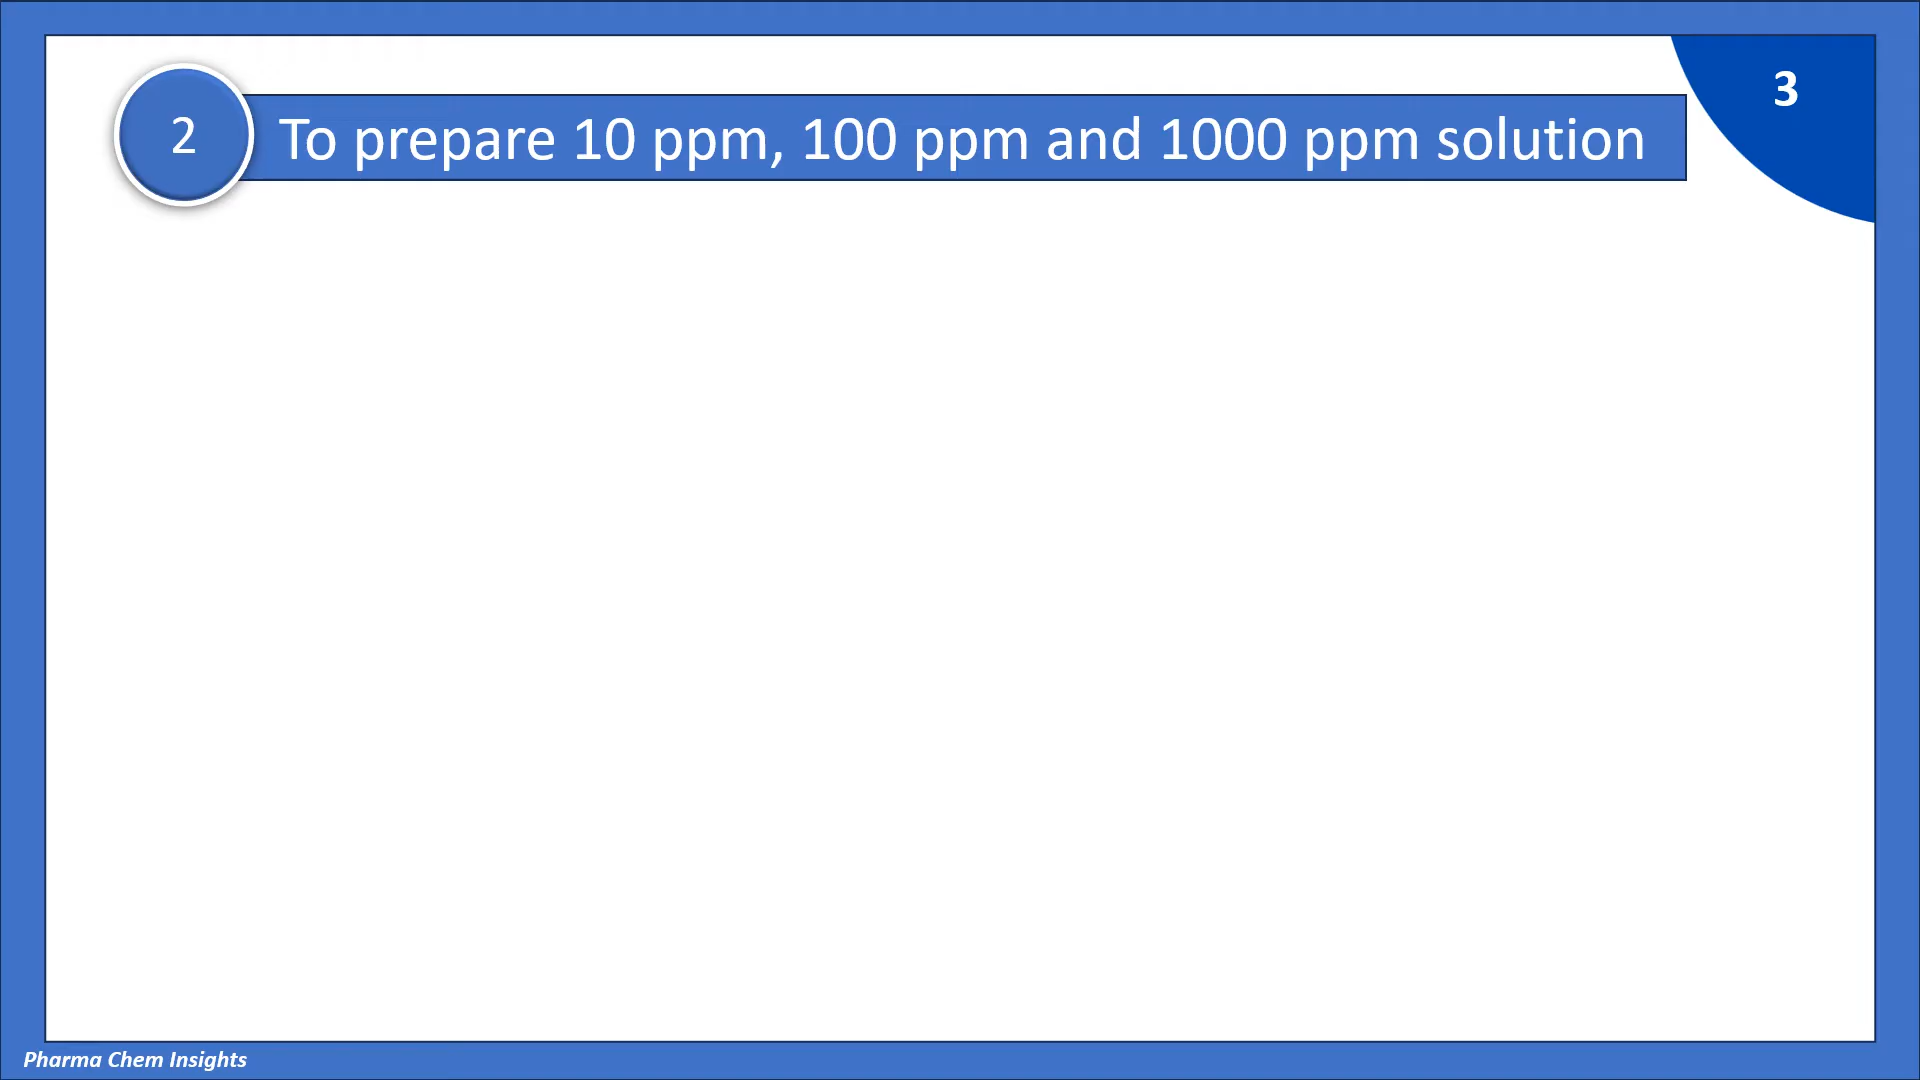 3
2
To prepare 10 ppm, 100 ppm and 1000 ppm solution
Pharma Chem Insights